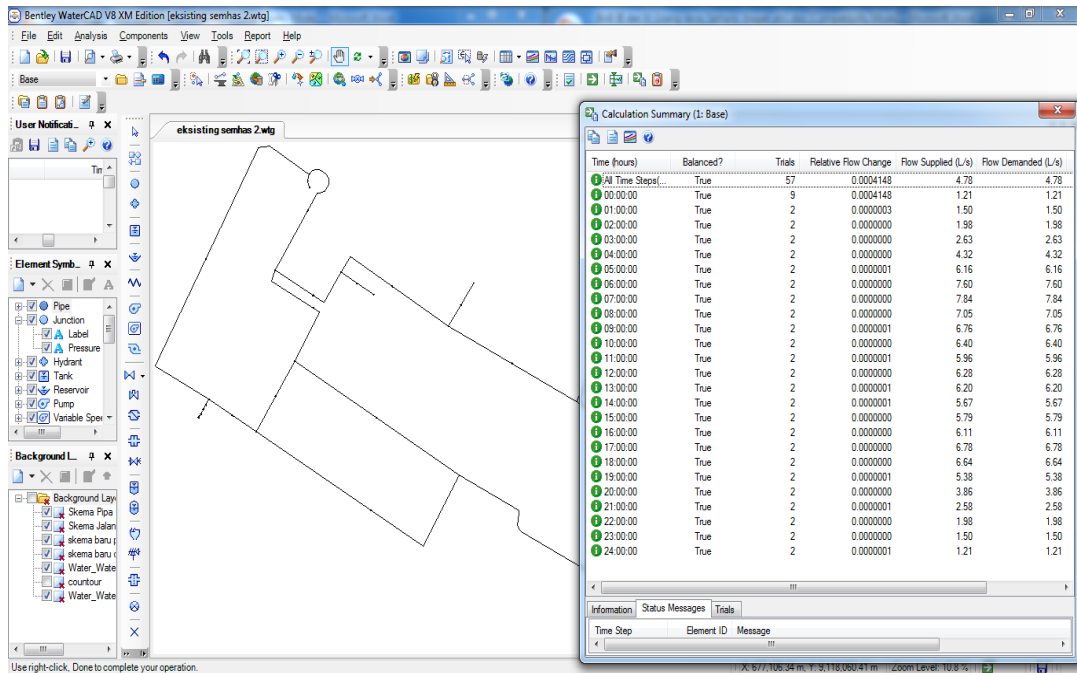 Bentley WaterCAD V8 XM Edition [eksisting semhas 2.wtg]
File Edit Analysis Components View Tools Report Help
Base
User Notificati...
Tim
Element Symb...
Pipe
Junction
Label
Pressure
Hydrant
Tank
Reservoir
Pump
Variable Spee
Background L...
Background Laye
Skema Pipa
Skema Jalan
skema baru p
skema baru
Water_Wate
countour
Water_Wate
eksisting semhas 2.wtg
Calculation Summary (1: Base)
Time (hours) Balanced? Trials Relative Flow Change Flow Supplied (L/s) Flow Demanded (L/s)
All Time Steps(... True 57 0.0004148 4.78 4.78
00:00:00 True 9 0.0004148 1.21 1.21
01:00:00 True 2 0.0000003 1.50 1.50
02:00:00 True 2 0.0000000 1.98 1.98
03:00:00 True 2 0.0000000 2.63 2.63
04:00:00 True 2 0.0000000 4.32 4.32
05:00:00 True 2 0.0000001 6.16 6.16
06:00:00 True 2 0.0000000 7.60 7.60
07:00:00 True 2 0.0000000 7.84 7.84
08:00:00 True 2 0.0000000 7.05 7.05
09:00:00 True 2 0.0000001 6.76 6.76
10:00:00 True 2 0.0000000 6.40 6.40
11:00:00 True 2 0.0000001 5.96 5.96
12:00:00 True 2 0.0000000 6.28 6.28
13:00:00 True 2 0.0000001 6.20 6.20
14:00:00 True 2 0.0000001 5.67 5.67
15:00:00 True 2 0.0000000 5.79 5.79
16:00:00 True 2 0.0000000 6.11 6.11
17:00:00 True 2 0.0000001 6.78 6.78
18:00:00 True 2 0.0000000 6.64 6.64
19:00:00 True 2 0.0000001 5.38 5.38
20:00:00 True 2 0.0000000 3.86 3.86
21:00:00 True 2 0.0000001 2.58 2.58
22:00:00 True 2 0.0000000 1.98 1.98
23:00:00 True 2 0.0000000 1.50 1.50
24:00:00 True 2 0.0000001 1.21 1.21
Information Status Messages Trials
Time Step Element ID Message
Use right-click, Done to complete your operation.
X: 677,106.34 m, Y: 9,118,060.41 m Zoom Level: 10.8 %